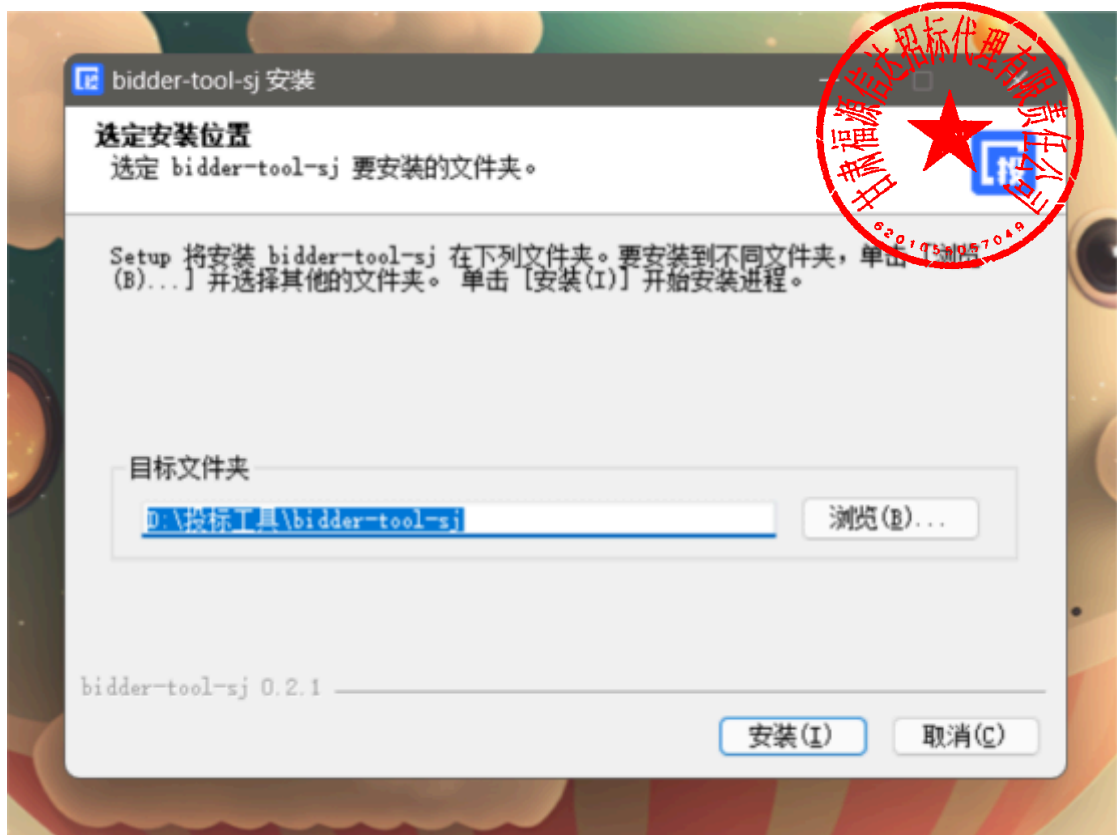 bidder-tool-sj 安装
选定安装位置
选定 bidder-tool-sj 要安装的文件夹。
Setup 将安装 bidder-tool-sj 在下列文件夹。要安装到不同文件夹，单击 [浏览
(B)...] 并选择其他的文件夹。 单击 [安装(I)] 开始安装进程。
目标文件夹
D:\投标工具\bidder-tool-sj
浏览(B)...
bidder-tool-sj 0.2.1
安装(I)
取消(C)
甘肃福源信达招标代理有限责任公司
投